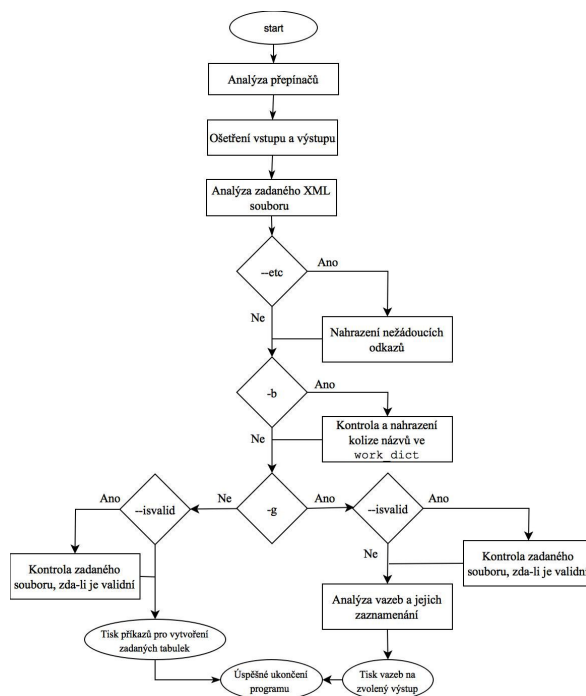 start
Analýza přepínačů
Ošetření vstupu a výstupu
Analýza zadaného XML
souboru
--etc
Ano
Ne
Nahrazení nežádoucích
odkazů
-b
Ano
Ne
Kontrola a nahrazení
kolize názvů ve
work_dict
Ano
--isvalid
Ne
-g
Ano
--isvalid
Ano
Ne
Kontrola zadaného
souboru, zda-li je validní
Kontrola zadaného
souboru, zda-li je validní
Analýza vazeb a jejich
zaznamenání
Tisk příkazů pro vytvoření
zadaných tabulek
Úspěšné ukončení
programu
Tisk vazeb na
zvolený výstup